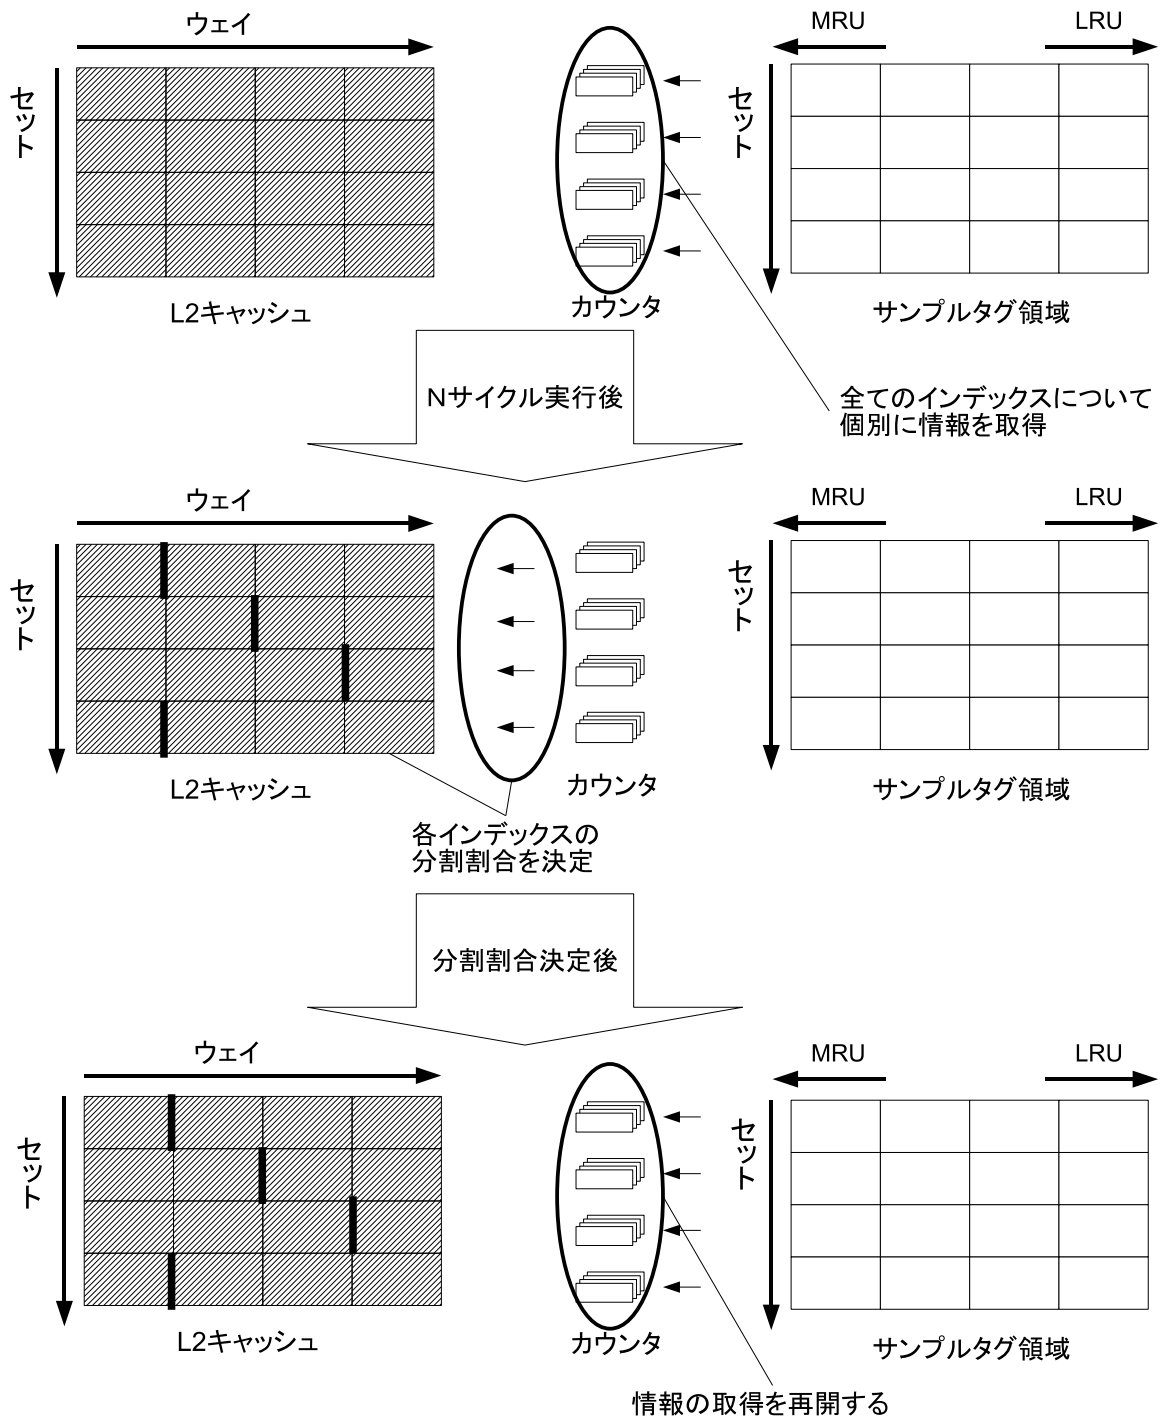 ウェイ
MRU
LRU
セット
セット
L2キャッシュ
カウンタ
サンプルタグ領域
Nサイクル実行後
全てのインデックスについて
個別に情報を取得
ウェイ
MRU
LRU
セット
セット
L2キャッシュ
カウンタ
サンプルタグ領域
各インデックスの
分割割合を決定
分割割合決定後
ウェイ
MRU
LRU
セット
セット
L2キャッシュ
カウンタ
サンプルタグ領域
情報の取得を再開する